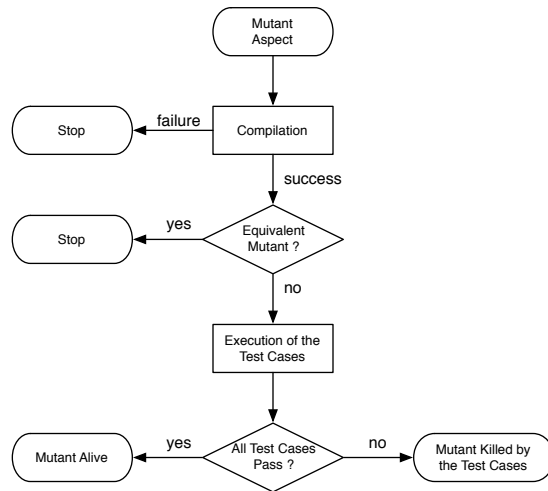 Mutant
Aspect
Stop
failure
Compilation
success
Stop
yes
Equivalent
Mutant ?
no
Execution of the
Test Cases
Mutant Alive
yes
All Test Cases
Pass ?
no
Mutant Killed by
the Test Cases